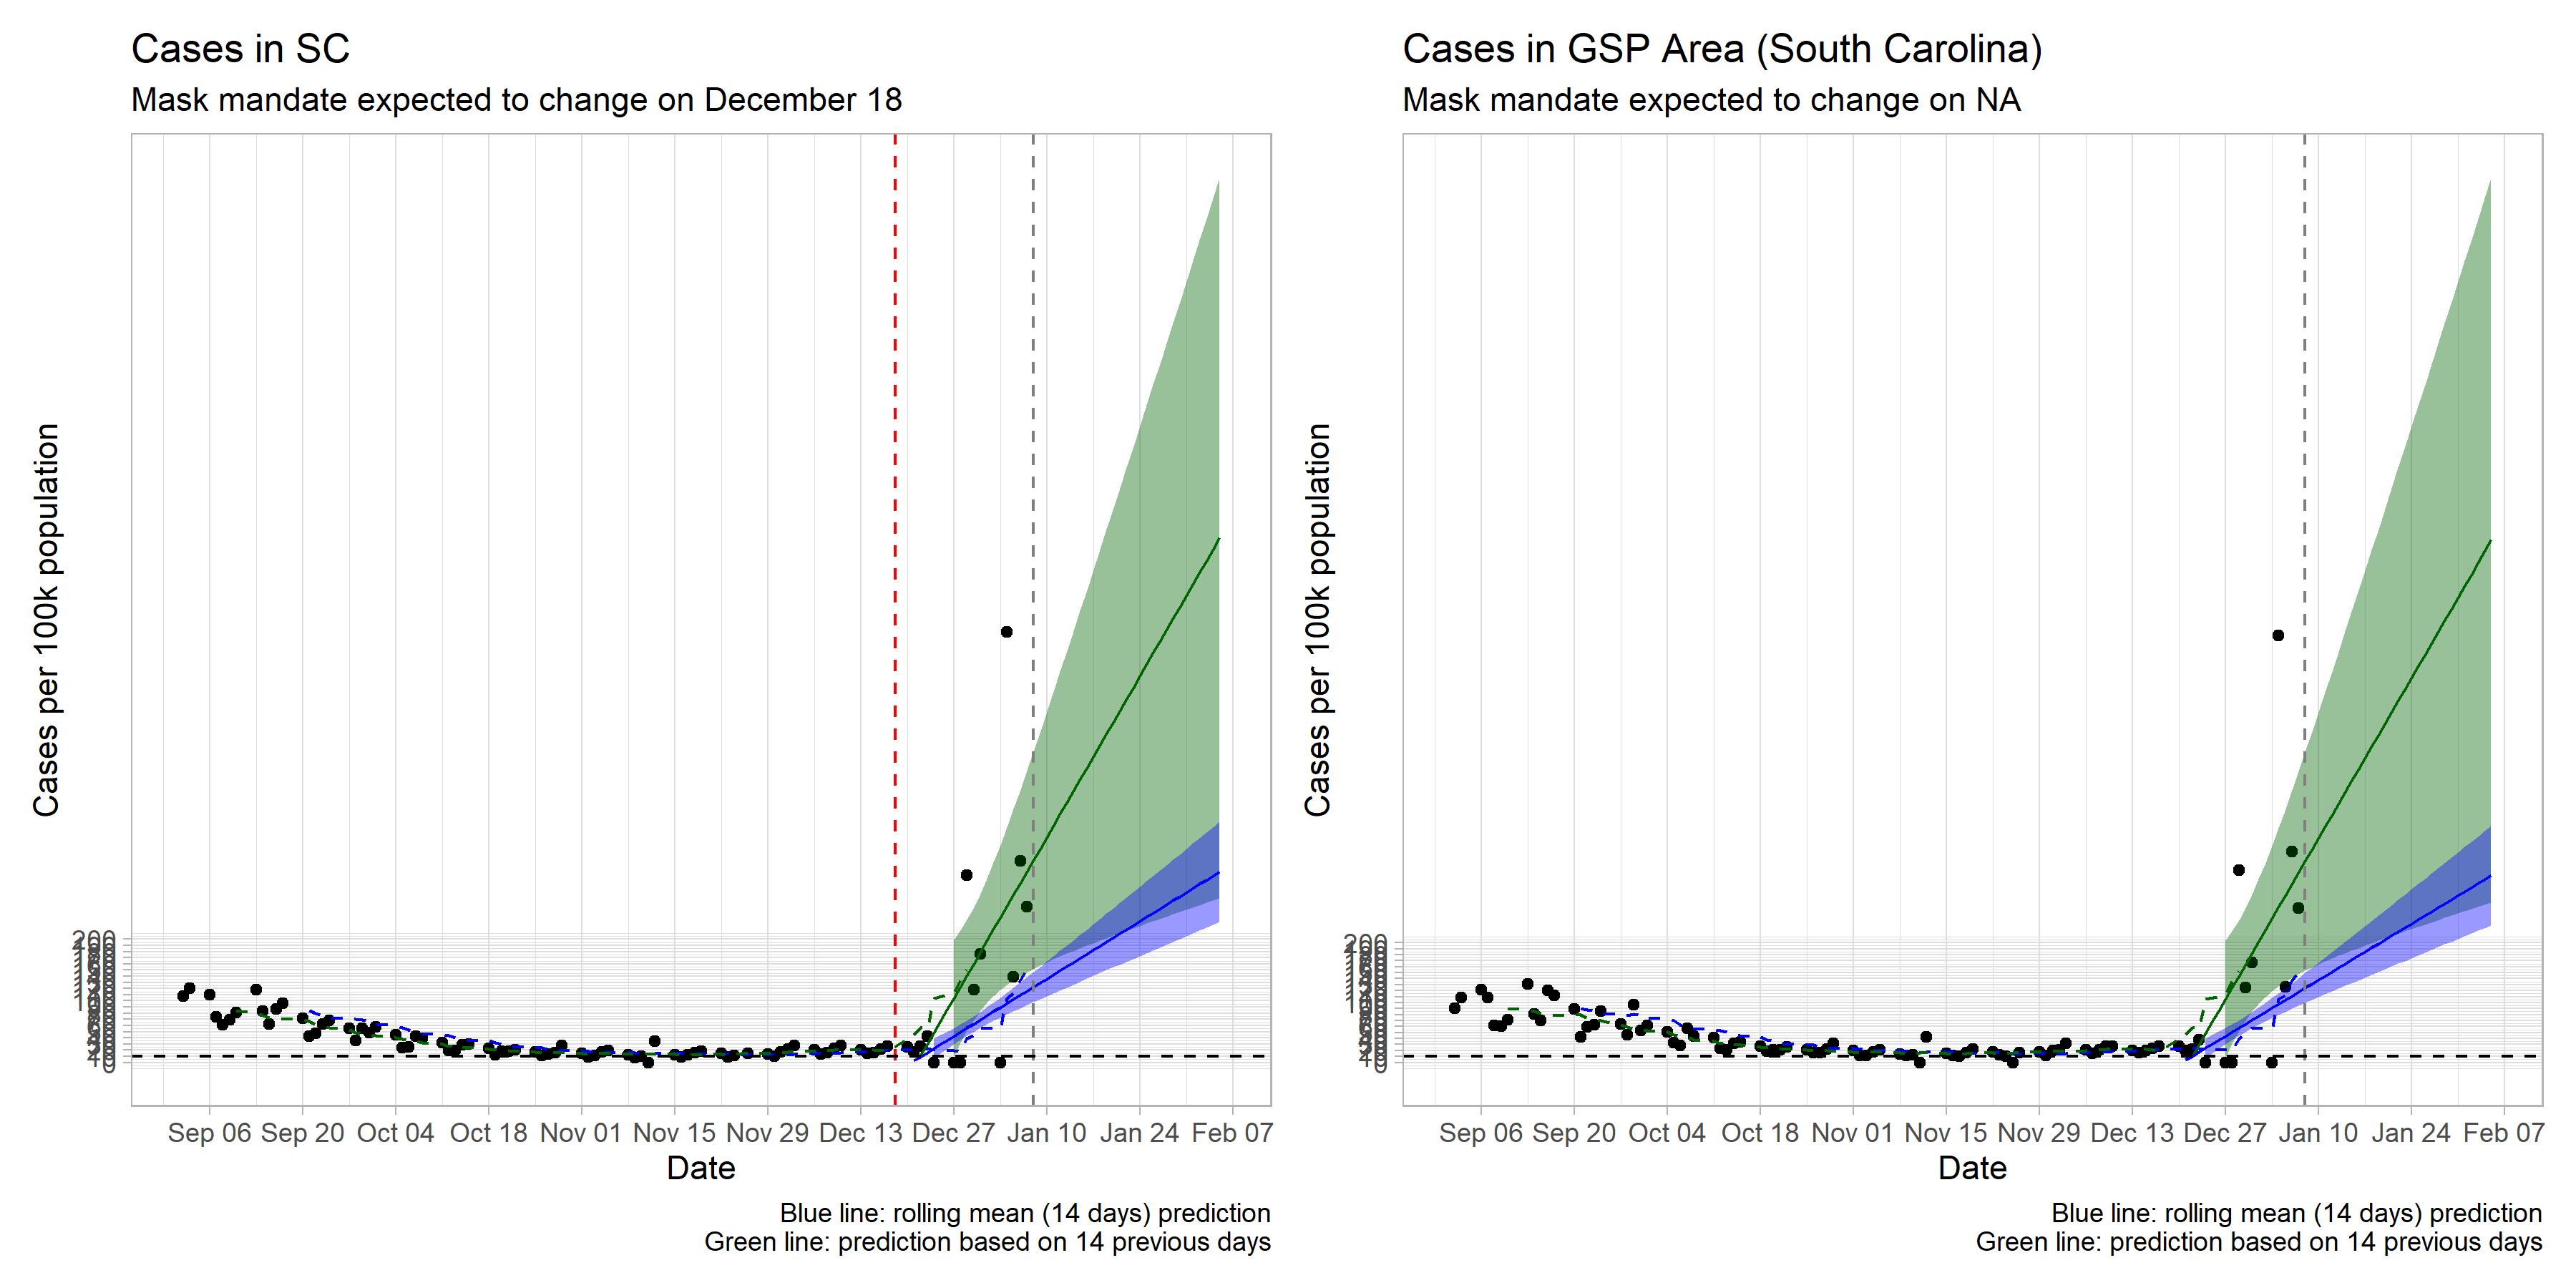 Cases in SC
Mask mandate expected to change on December 18
Cases per 100k population
200
0
Sep 06 Sep 20 Oct 04 Oct 18 Nov 01 Nov 15 Nov 29 Dec 13 Dec 27 Jan 10 Jan 24 Feb 07
Date
Blue line: rolling mean (14 days) prediction
Green line: prediction based on 14 previous days
Cases in GSP Area (South Carolina)
Mask mandate expected to change on NA
Cases per 100k population
200
0
Sep 06 Sep 20 Oct 04 Oct 18 Nov 01 Nov 15 Nov 29 Dec 13 Dec 27 Jan 10 Jan 24 Feb 07
Date
Blue line: rolling mean (14 days) prediction
Green line: prediction based on 14 previous days